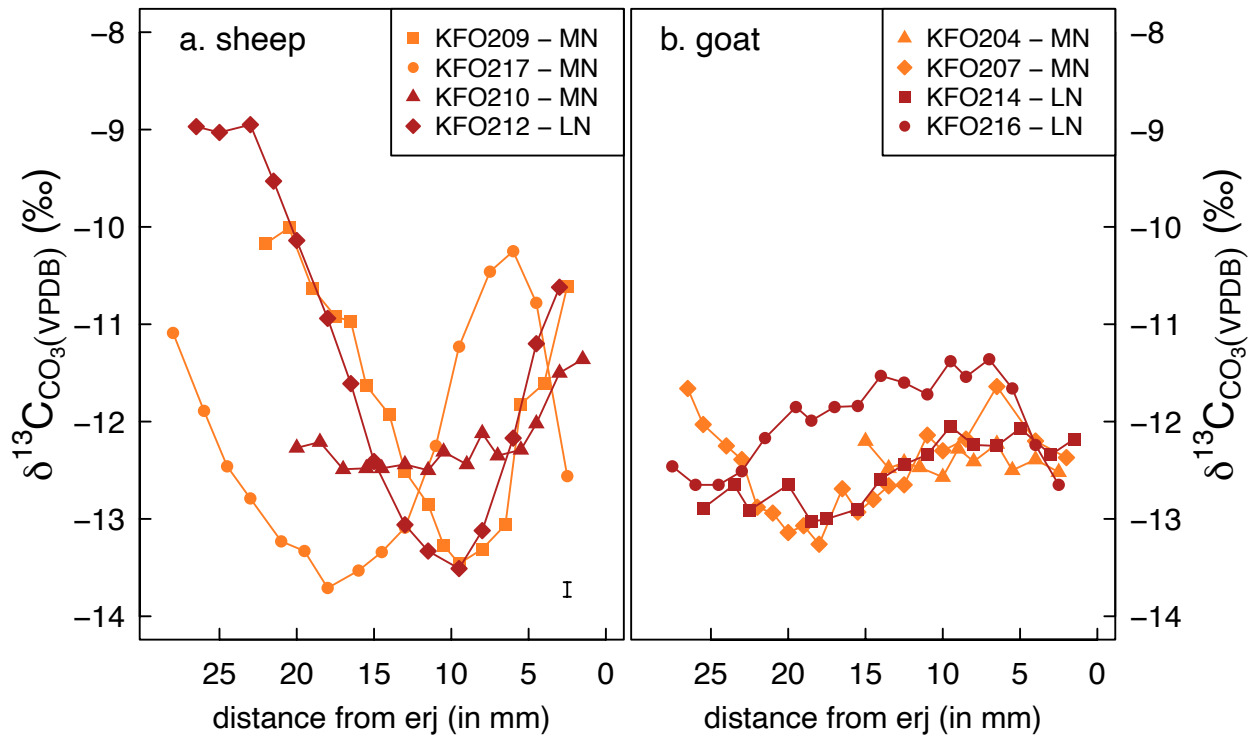 a. sheep
KFO209 – MN
KFO217 – MN
KFO210 – MN
KFO212 – LN
b. goat
KFO204 – MN
KFO207 – MN
KFO214 – LN
KFO216 – LN
−8
−9
−10
−11
−12
−13
−14
δ13CCO3(VPDB) (‰)
25 20 15 10 5 0
distance from erj (in mm)
25 20 15 10 5 0
distance from erj (in mm)
−8
−9
−10
−11
−12
−13
−14
δ13CCO3(VPDB) (‰)